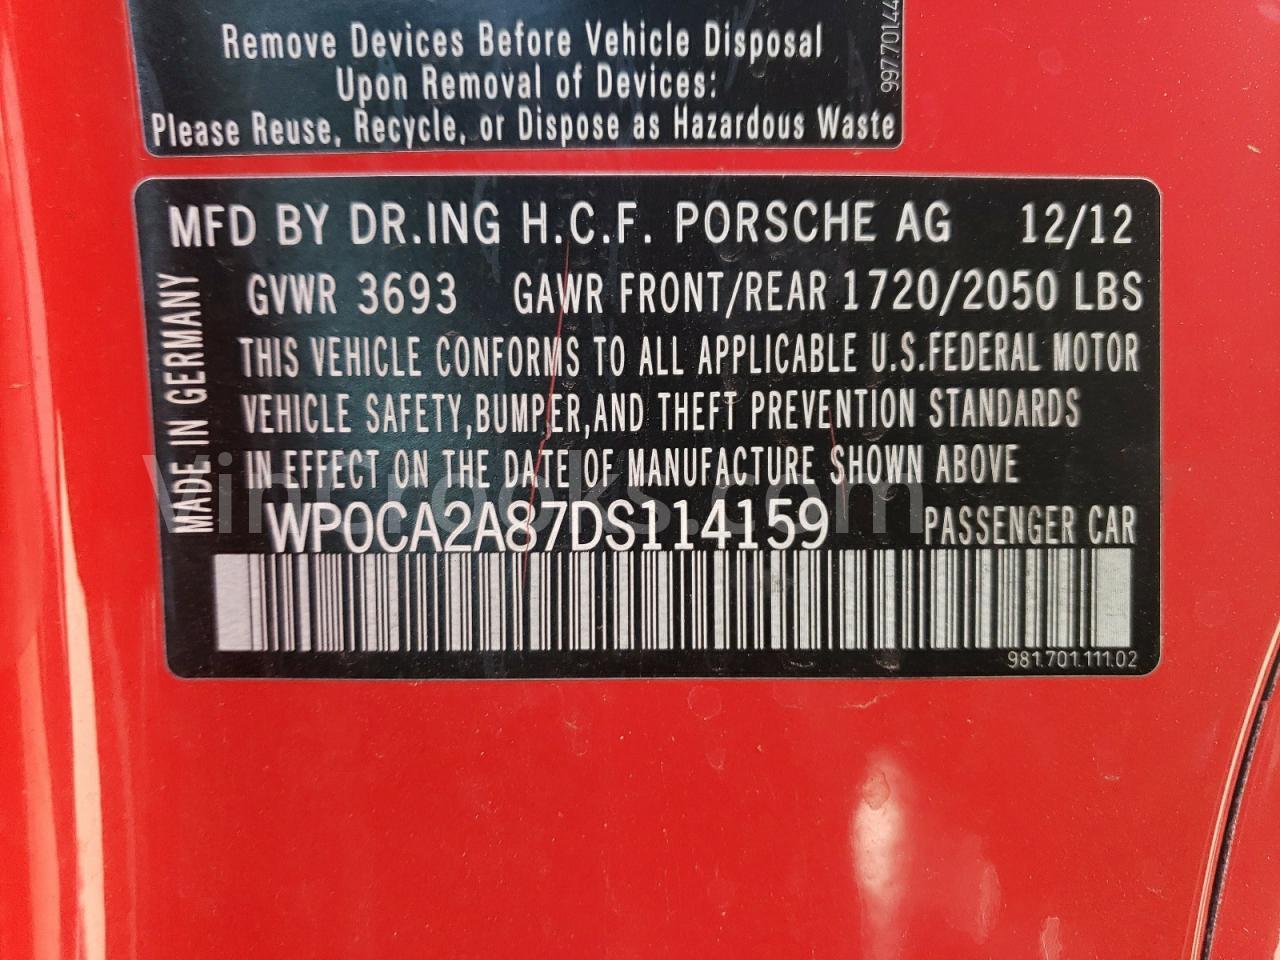 Remove Devices Before Vehicle Disposal
Upon Removal of Devices:
Please Reuse, Recycle, or Dispose as Hazardous Waste
MFD BY DR.ING H.C.F. PORSCHE AG 12/12
GVWR 3693 GAWR FRONT/REAR 1720/2050 LBS
THIS VEHICLE CONFORMS TO ALL APPLICABLE U.S.FEDERAL MOTOR
VEHICLE SAFETY,BUMPER,AND THEFT PREVENTION STANDARDS
IN EFFECT ON THE DATE OF MANUFACTURE SHOWN ABOVE
WP0CA2A87DS114159 PASSENGER CAR
981.701.111.02
MADE IN GERMANY
VinCrooks.com